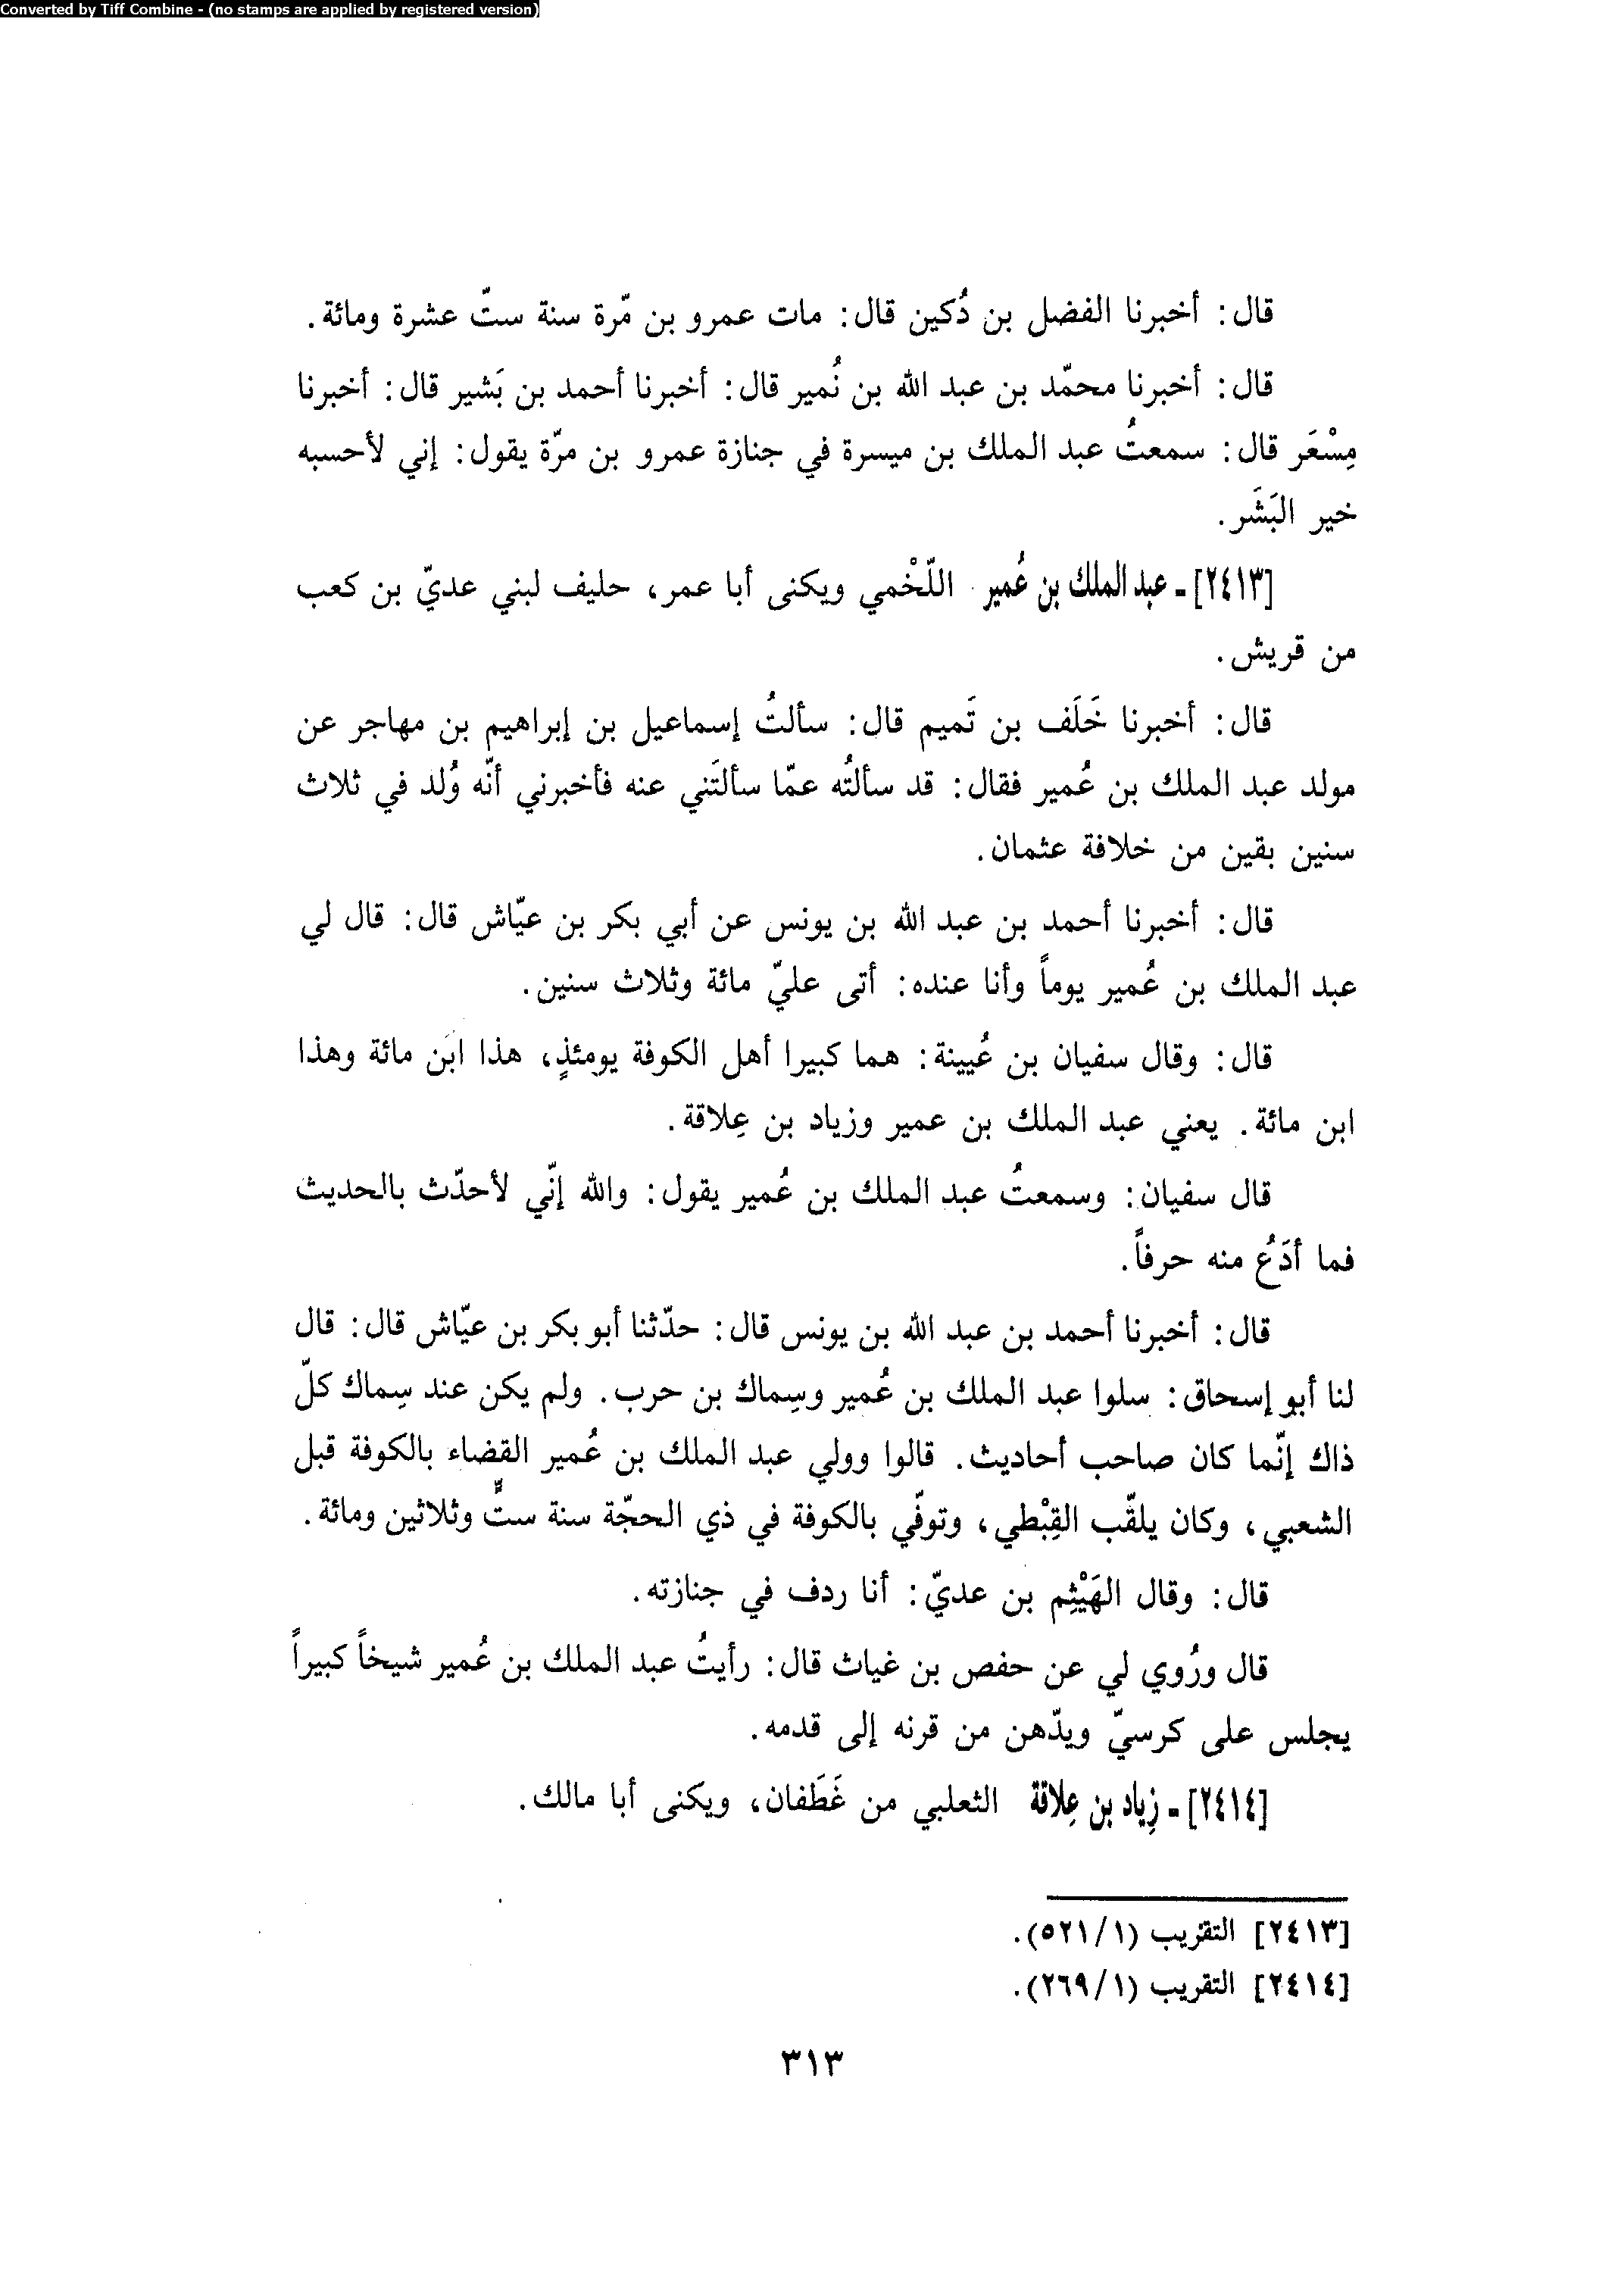 Converted by Tiff Combine - (no stamps are applied by registered version)
قال: أخبرنا الفضل بن دُكين قال: مات عمرو بن مّرة سنة ستّ عشرة ومائة.
قال: أخبرنا محمّد بن عبد الله بن نُمير قال: أخبرنا أحمد بن بَشير قال: أخبرنا
مِسْعَر قال: سمعتُ عبد الملك بن ميسرة في جنازة عمرو بن مرّة يقول: إني لأحسبه
خير البَشَر.
[٢٤١٣] - عبد الملك بن عُمير اللّخْمي ويكنى أبا عمر، حليف لبني عديّ بن كعب
من قريش.
قال: أخبرنا خَلَف بن تَميم قال: سألتُ إسماعيل بن إبراهيم بن مهاجر عن
مولد عبد الملك بن عُمير فقال: قد سألتُه عمّا سألتَني عنه فأخبرني أنّه وُلد في ثلاث
سنين بقين من خلافة عثمان.
قال: أخبرنا أحمد بن عبد الله بن يونس عن أبي بكر بن عيّاش قال: قال لي
عبد الملك بن عُمير يوماً وأنا عنده: أتى عليّ مائة وثلاث سنين.
قال: وقال سفيان بن عُيينة: هما كبيرا أهل الكوفة يومئذٍ، هذا ابن مائة وهذا
ابن مائة. يعني عبد الملك بن عمير وزياد بن عِلاقة.
قال سفيان: وسمعتُ عبد الملك بن عُمير يقول: والله إنّي لأحدّث بالحديث
فما أدَعُ منه حرفاً.
قال: أخبرنا أحمد بن عبد الله بن يونس قال: حدّثنا أبو بكر بن عيّاش قال: قال
لنا أبو إسحاق: سلوا عبد الملك بن عُمير وسِماك بن حرب. ولم يكن عند سِماك كلّ
ذاك إنّما كان صاحب أحاديث. قالوا وولي عبد الملك بن عُمير القضاء بالكوفة قبل
الشعبي، وكان يلقّب القِبْطي، وتوفّي بالكوفة في ذي الحجّة سنة ستٍّ وثلاثين ومائة.
قال: وقال الهَيْثِم بن عديّ: أنا ردف في جنازته.
قال ورُوي لي عن حفص بن غياث قال: رأيتُ عبد الملك بن عُمير شيخاً كبيراً
يجلس على كرسيّ ويدّهن من قرنه إلى قدمه.
[٢٤١٤] - زِياد بن عِلاقة الثعلبي من غَطَفان، ويكنى أبا مالك.
[٢٤١٣] التقريب (١/ ٥٢١).
[٢٤١٤] التقريب (١/ ٢٦٩).
٣١٣